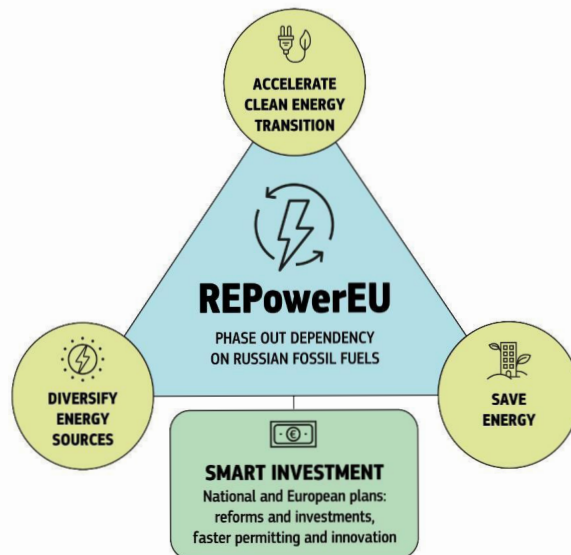 ACCELERATE
CLEAN ENERGY
TRANSITION
REPowerEU
PHASE OUT DEPENDENCY
ON RUSSIAN FOSSIL FUELS
DIVERSIFY
ENERGY
SOURCES
SAVE
ENERGY
€
SMART INVESTMENT
National and European plans:
reforms and investments,
faster permitting and innovation